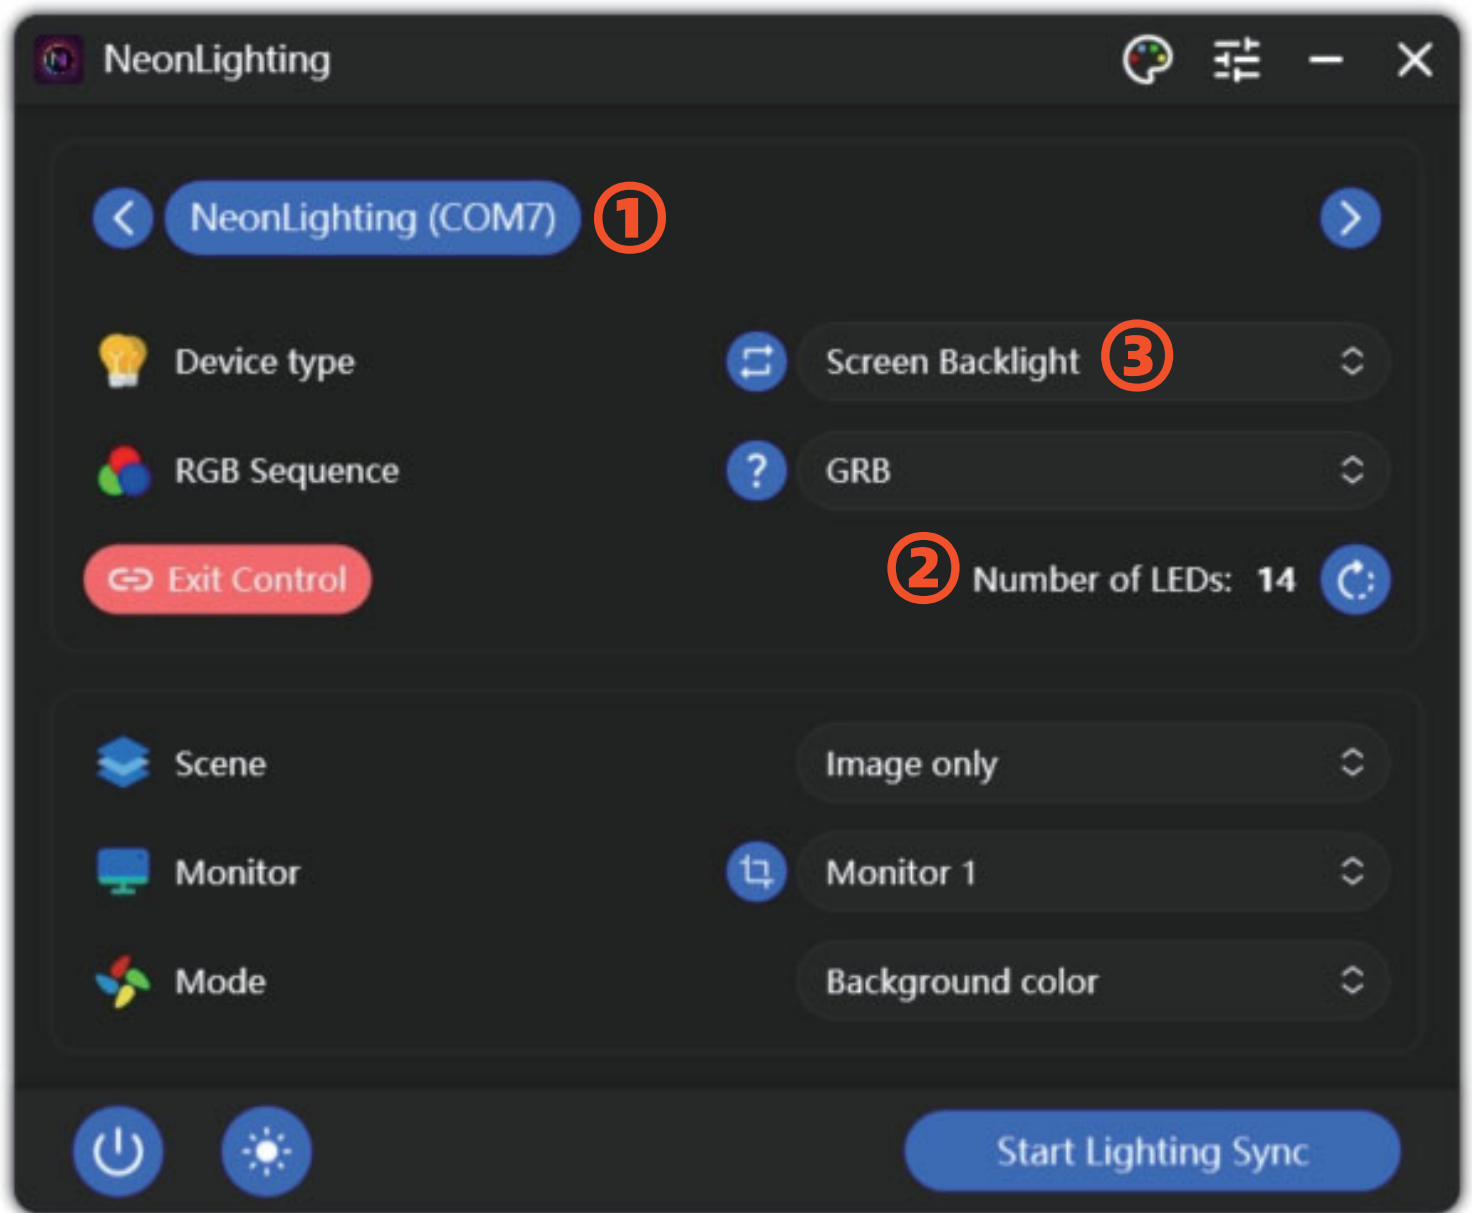 NeonLighting
NeonLighting (COM7) ①
Device type Screen Backlight ③
RGB Sequence ? GRB
Exit Control ② Number of LEDs: 14
Scene Image only
Monitor Monitor 1
Mode Background color
Start Lighting Sync